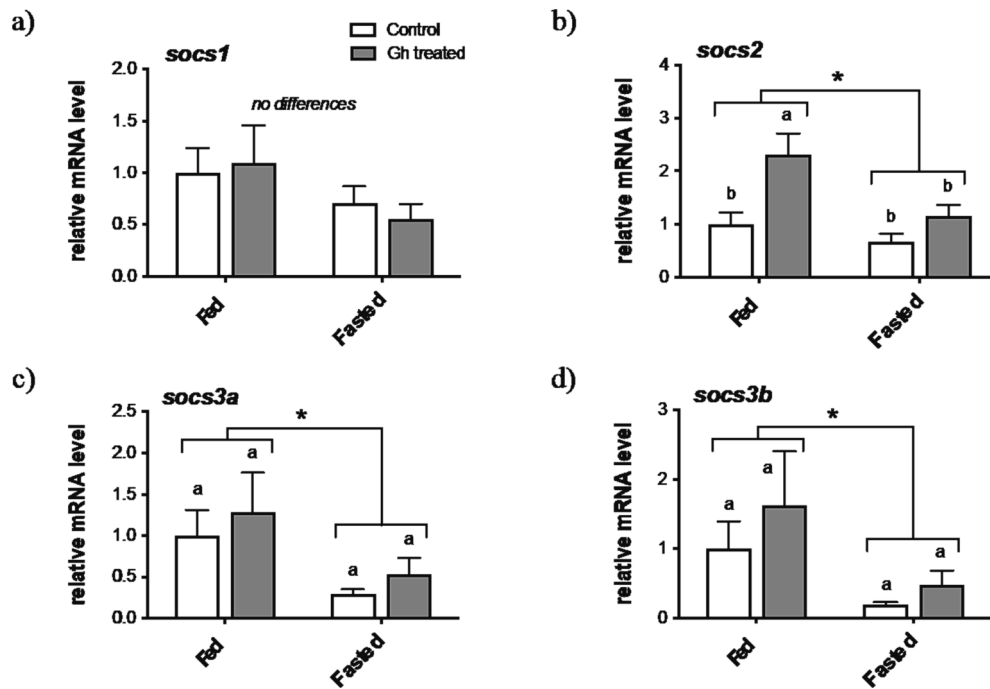 a)
socs1
Control
Gh treated
relative mRNA level
2.0
1.5
1.0
0.5
0.0
no differences
Fed
Fasted
b)
socs2
relative mRNA level
4
3
2
1
0
*
b
a
b
b
Fed
Fasted
c)
socs3a
relative mRNA level
2.5
2.0
1.5
1.0
0.5
0.0
*
a
a
a
a
Fed
Fasted
d)
socs3b
relative mRNA level
3
2
1
0
*
a
a
a
a
Fed
Fasted